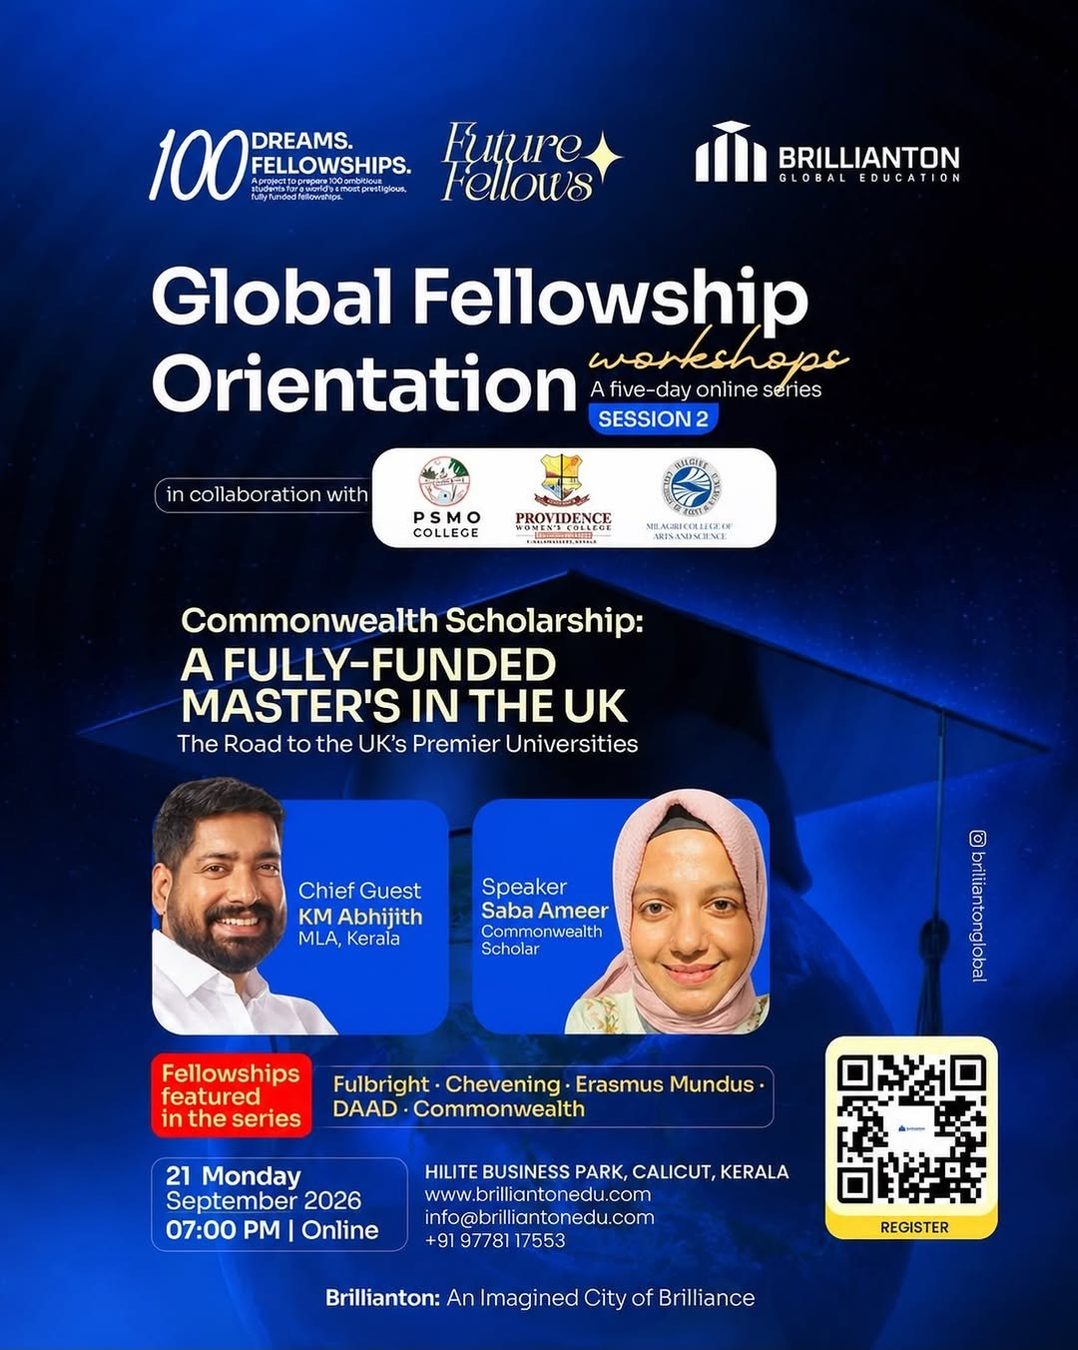 100 DREAMS.
FELLOWSHIPS.
A project to prepare 100 ambitious
students for a world's most prestigious,
fully funded fellowships.
Future
Fellows
BRILLIANTON
GLOBAL EDUCATION
Global Fellowship
Orientation
workshops
A five-day online series
SESSION 2
in collaboration with
PSMO
COLLEGE
PROVIDENCE
WOMEN'S COLLEGE
NILGIRI COLLEGE OF
ARTS AND SCIENCE
Commonwealth Scholarship:
A FULLY-FUNDED
MASTER'S IN THE UK
The Road to the UK's Premier Universities
Chief Guest
KM Abhijith
MLA, Kerala
Speaker
Saba Ameer
Commonwealth
Scholar
brilliantonglobal
Fellowships
featured
in the series
Fulbright · Chevening · Erasmus Mundus ·
DAAD · Commonwealth
21 Monday
September 2026
07:00 PM | Online
HILITE BUSINESS PARK, CALICUT, KERALA
www.brilliantonedu.com
info@brilliantonedu.com
+91 97781 17553
REGISTER
Brillianton: An Imagined City of Brilliance